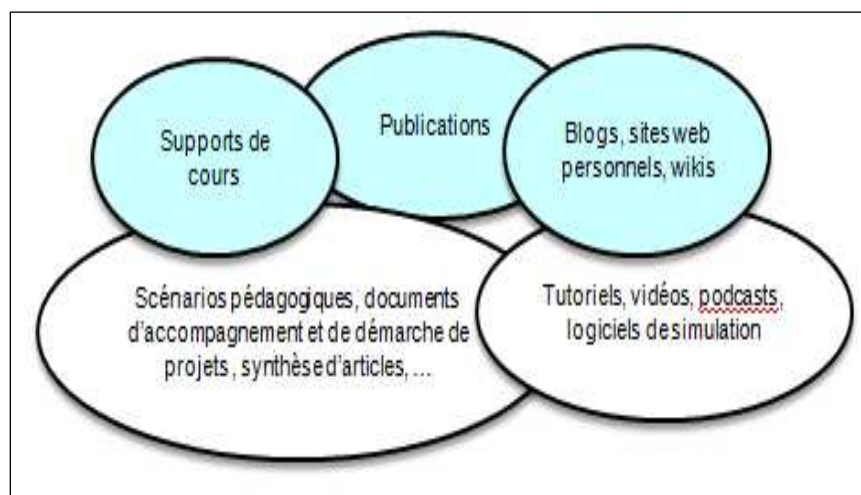 Supports de
cours
Publications
Blogs, sites web
personnels, wikis
Scénarios pédagogiques, documents
d'accompagnement et de démarche de
projets, synthèse d'articles, ...
Tutoriels, vidéos, podcasts,
logiciels de simulation